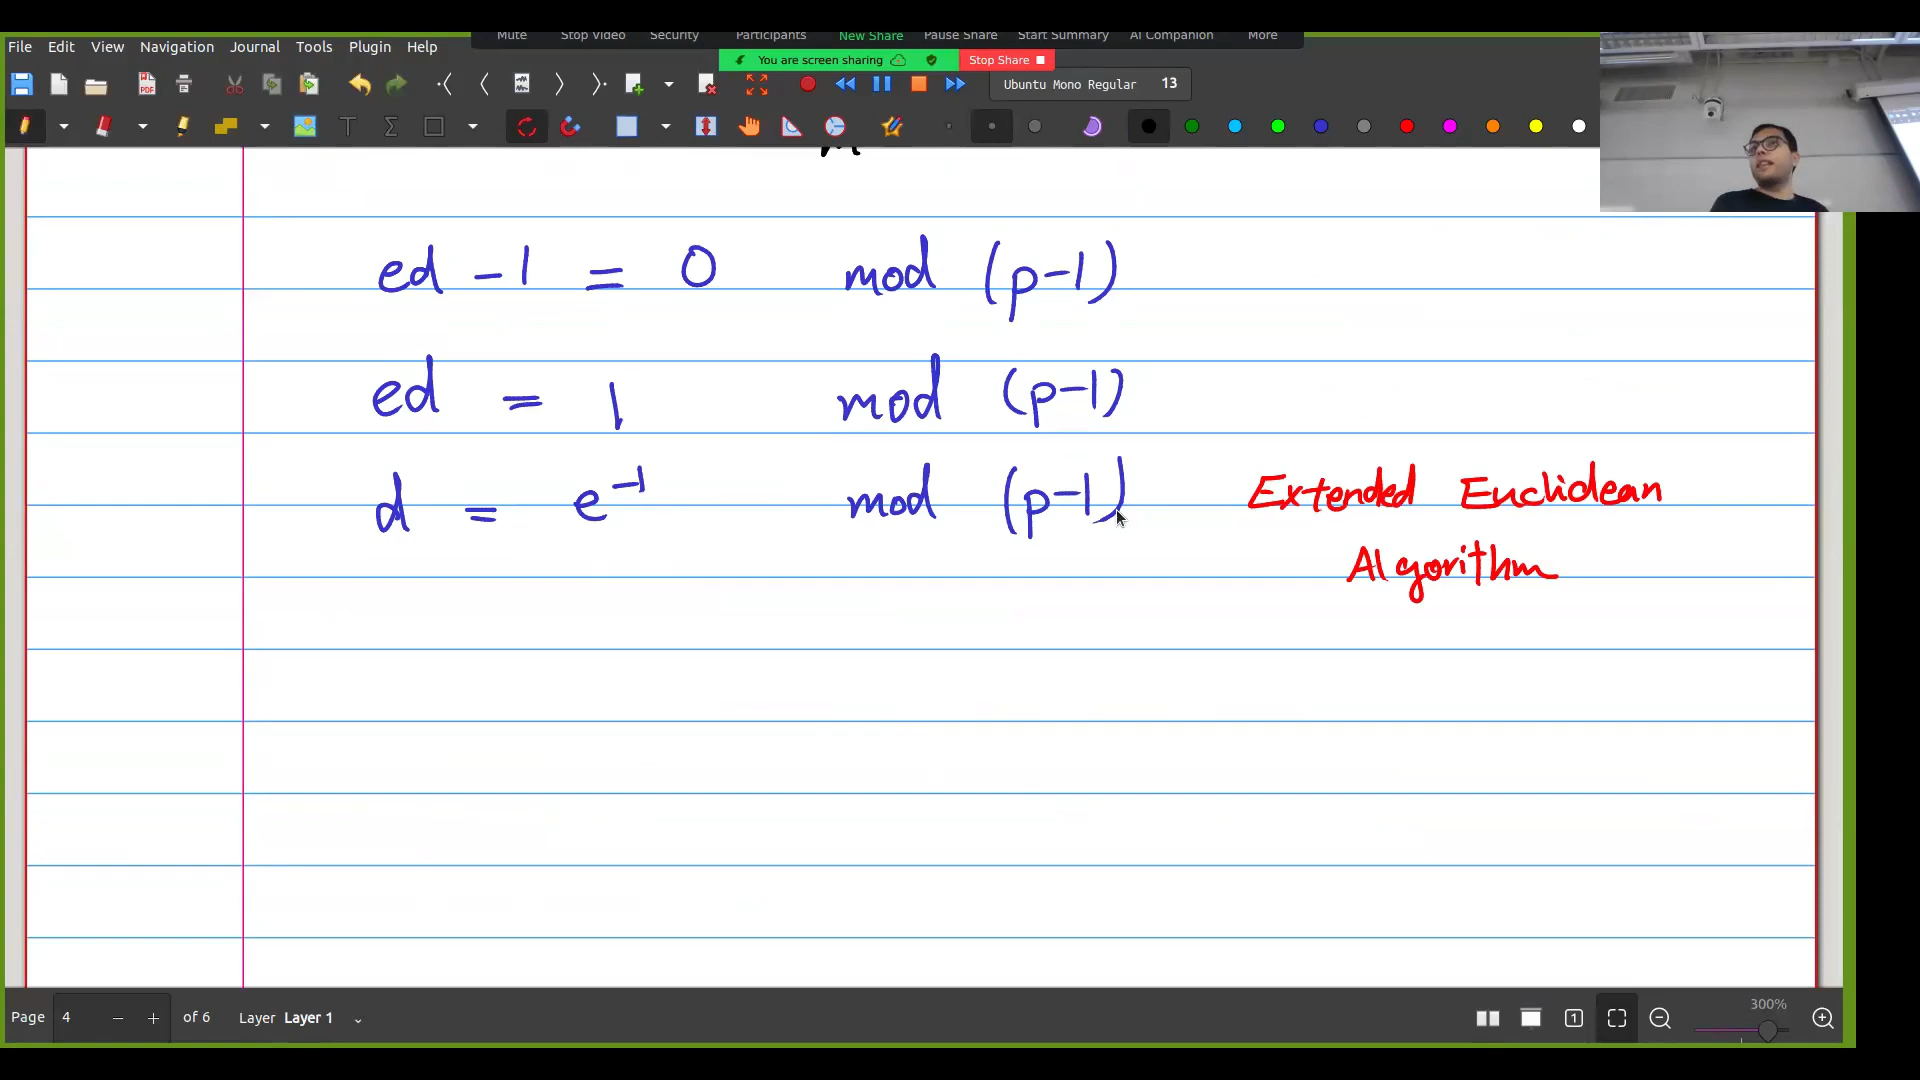 Mute Stop Video Security Participants New Share Pause Share Start Summary AI Companion More
File Edit View Navigation Journal Tools Plugin Help
You are screen sharing Stop Share
Ubuntu Mono Regular 13
ed - 1 = 0 mod (p-1)
ed = 1 mod (p-1)
d = e⁻¹ mod (p-1) Extended Euclidean
Algorithm
Page 4 of 6 Layer Layer 1 300%